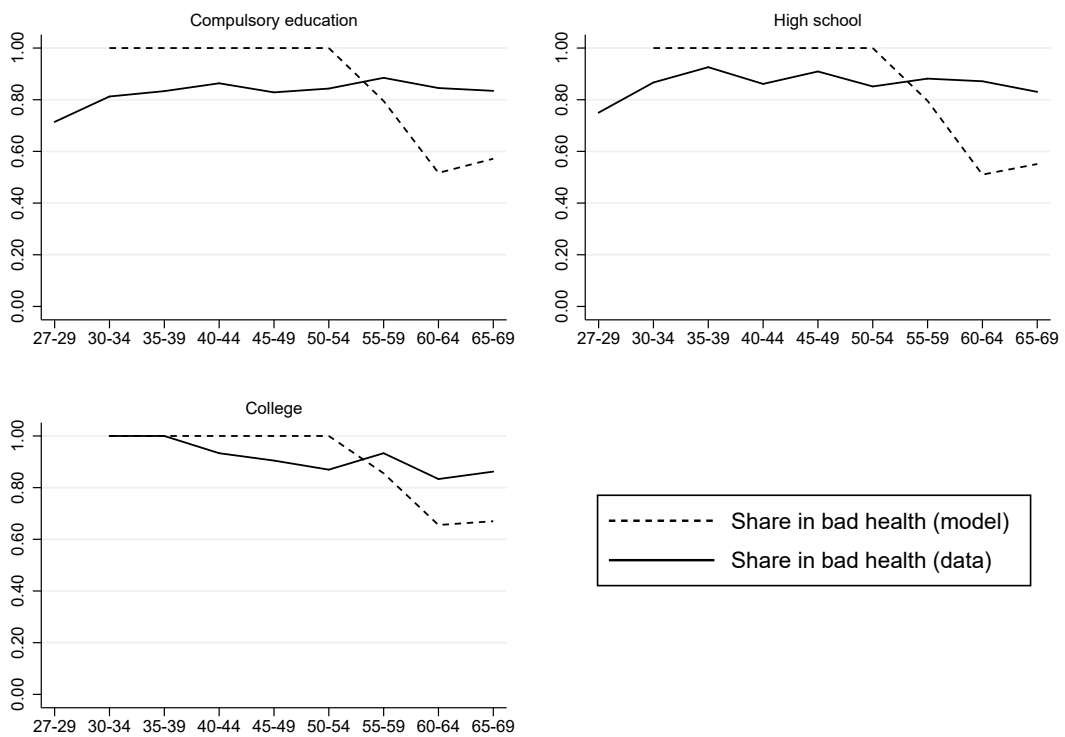 Compulsory education
1.00
0.80
0.60
0.40
0.20
0.00
27-29 30-34 35-39 40-44 45-49 50-54 55-59 60-64 65-69
High school
1.00
0.80
0.60
0.40
0.20
0.00
27-29 30-34 35-39 40-44 45-49 50-54 55-59 60-64 65-69
College
1.00
0.80
0.60
0.40
0.20
0.00
27-29 30-34 35-39 40-44 45-49 50-54 55-59 60-64 65-69
Share in bad health (model)
Share in bad health (data)